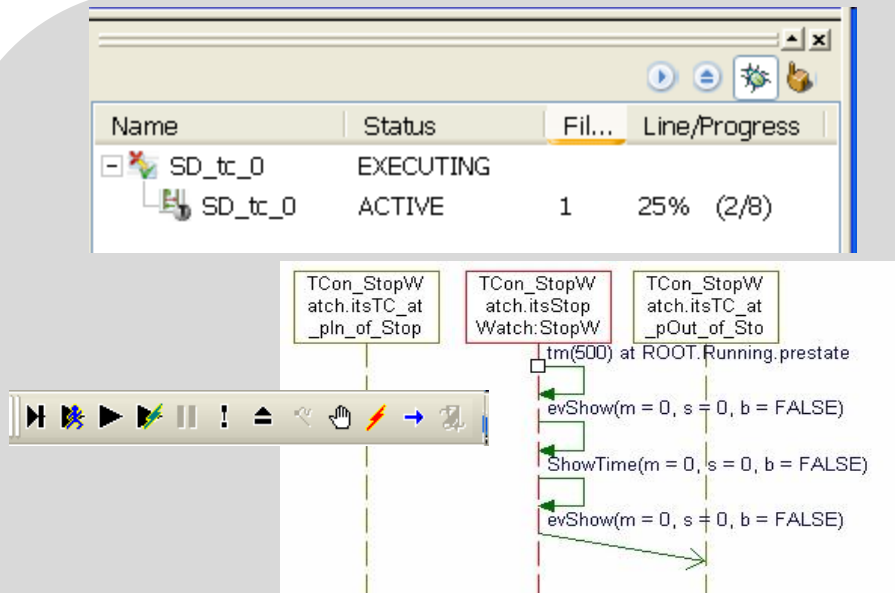 Name Status Fil... Line/Progress
SD_tc_0 EXECUTING
SD_tc_0 ACTIVE 1 25% (2/8)
TCon_StopW
atch.itsTC_at
_pIn_of_Stop
TCon_StopW
atch.itsStop
Watch:StopW
TCon_StopW
atch.itsTC_at
_pOut_of_Sto
tm(500) at ROOT.Running.prestate
evShow(m = 0, s = 0, b = FALSE)
ShowTime(m = 0, s = 0, b = FALSE)
evShow(m = 0, s = 0, b = FALSE)